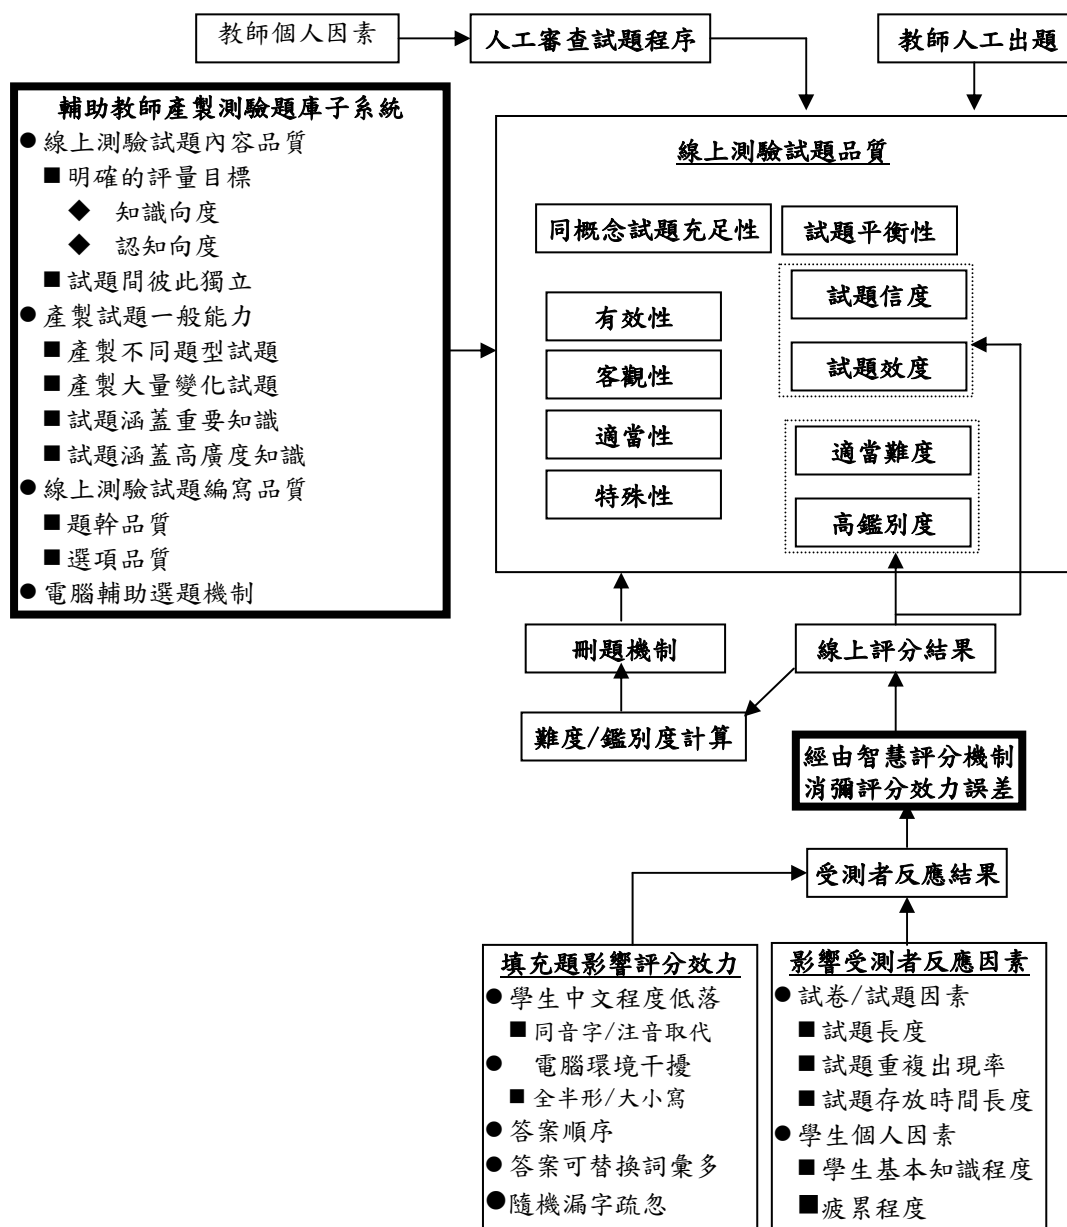 教師個人因素
人工審查試題程序
教師人工出題
輔助教師產製測驗題庫子系統
● 線上測驗試題內容品質
■ 明確的評量目標
◆ 知識向度
◆ 認知向度
■ 試題間彼此獨立
● 產製試題一般能力
■ 產製不同題型試題
■ 產製大量變化試題
■ 試題涵蓋重要知識
■ 試題涵蓋高廣度知識
● 線上測驗試題編寫品質
■ 題幹品質
■ 選項品質
● 電腦輔助選題機制
線上測驗試題品質
同概念試題充足性
試題平衡性
有效性
客觀性
適當性
特殊性
試題信度
試題效度
適當難度
高鑑別度
刪題機制
線上評分結果
難度/鑑別度計算
經由智慧評分機制
消彌評分效力誤差
受測者反應結果
填充題影響評分效力
● 學生中文程度低落
■ 同音字/注音取代
● 電腦環境干擾
■ 全半形/大小寫
● 答案順序
● 答案可替換詞彙多
● 隨機漏字疏忽
影響受測者反應因素
● 試卷/試題因素
■ 試題長度
■ 試題重複出現率
■ 試題存放時間長度
● 學生個人因素
■ 學生基本知識程度
■ 疲累程度